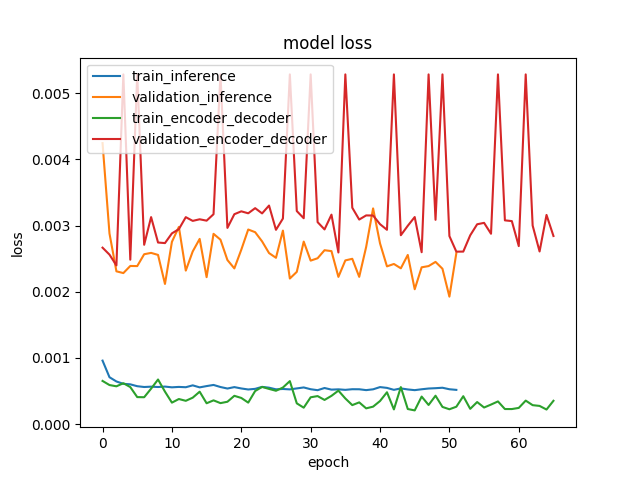 model loss
train_inference
validation_inference
train_encoder_decoder
validation_encoder_decoder
loss
0.005
0.004
0.003
0.002
0.001
0.000
0 10 20 30 40 50 60
epoch